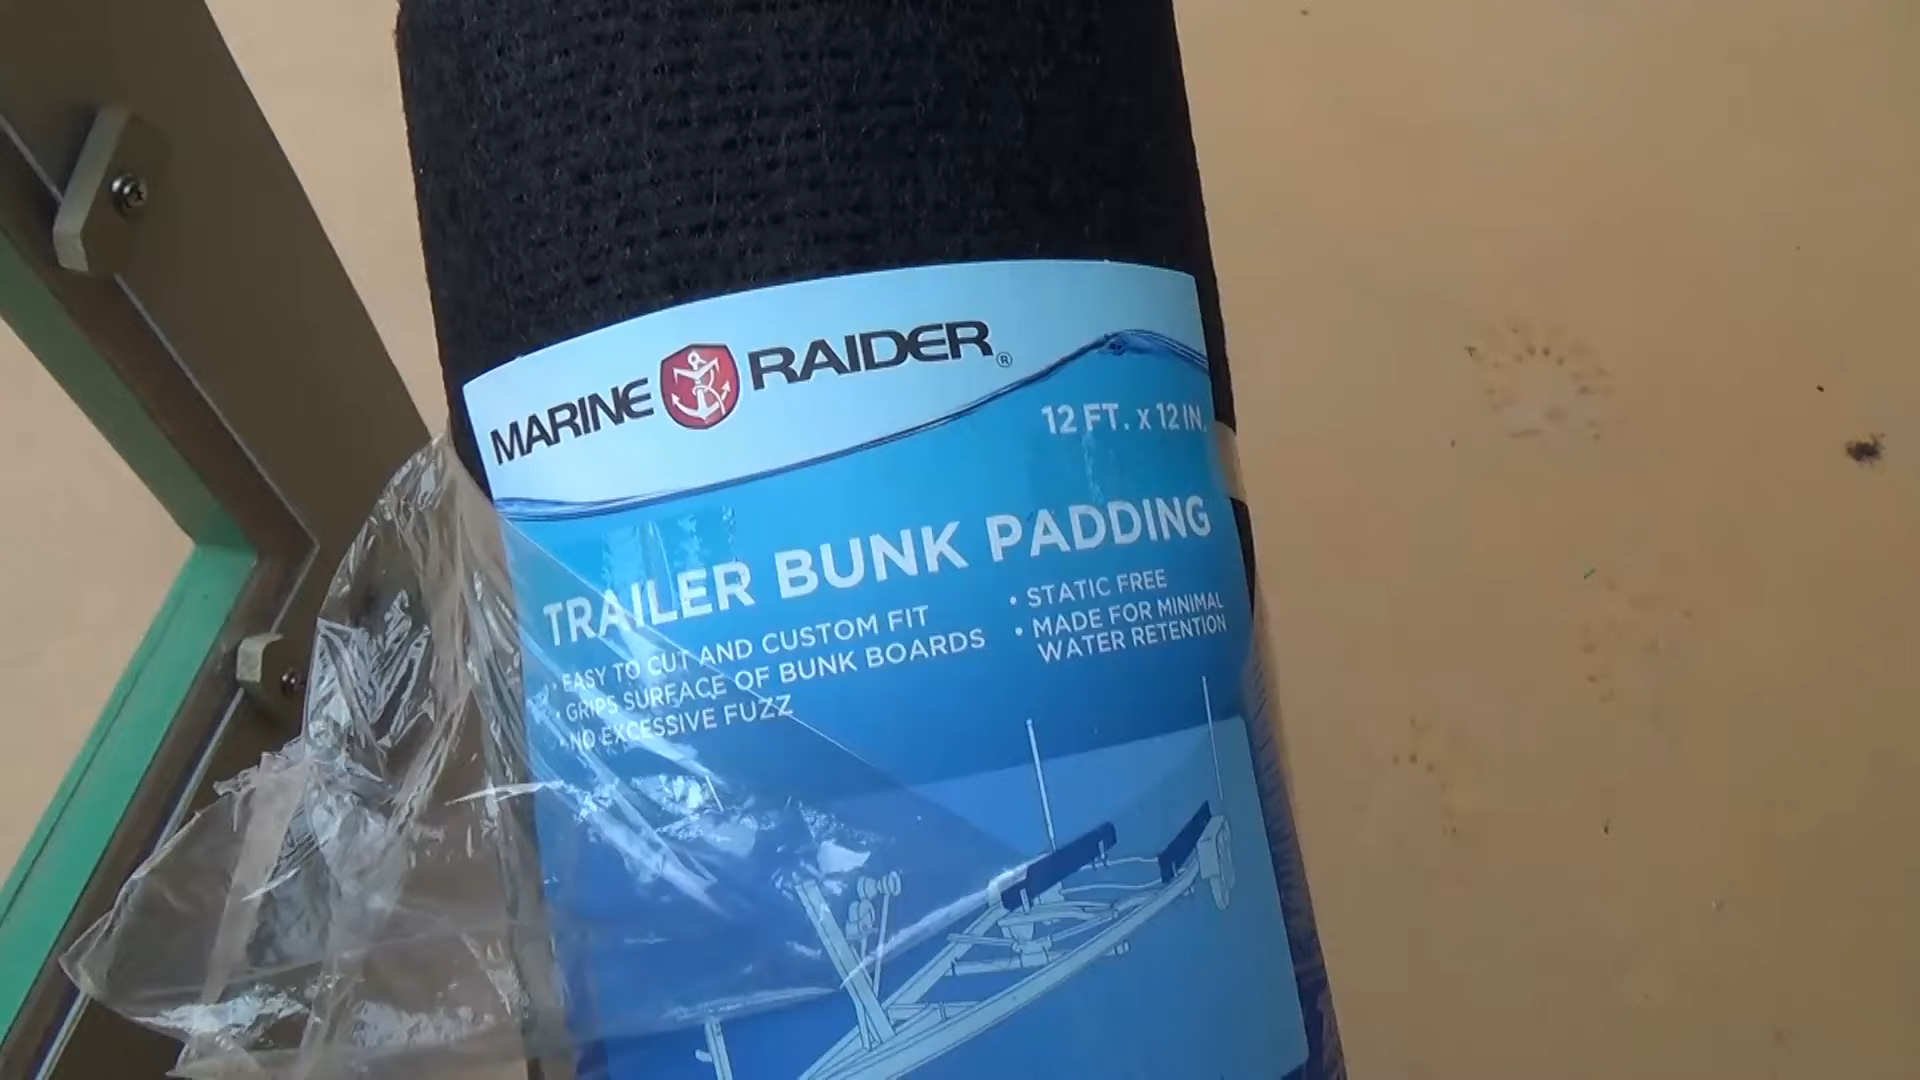 MARINE RAIDER®
12 FT. x 12 IN.
TRAILER BUNK PADDING
• EASY TO CUT AND CUSTOM FIT
• GRIPS SURFACE OF BUNK BOARDS
• NO EXCESSIVE FUZZ
• STATIC FREE
• MADE FOR MINIMAL
WATER RETENTION